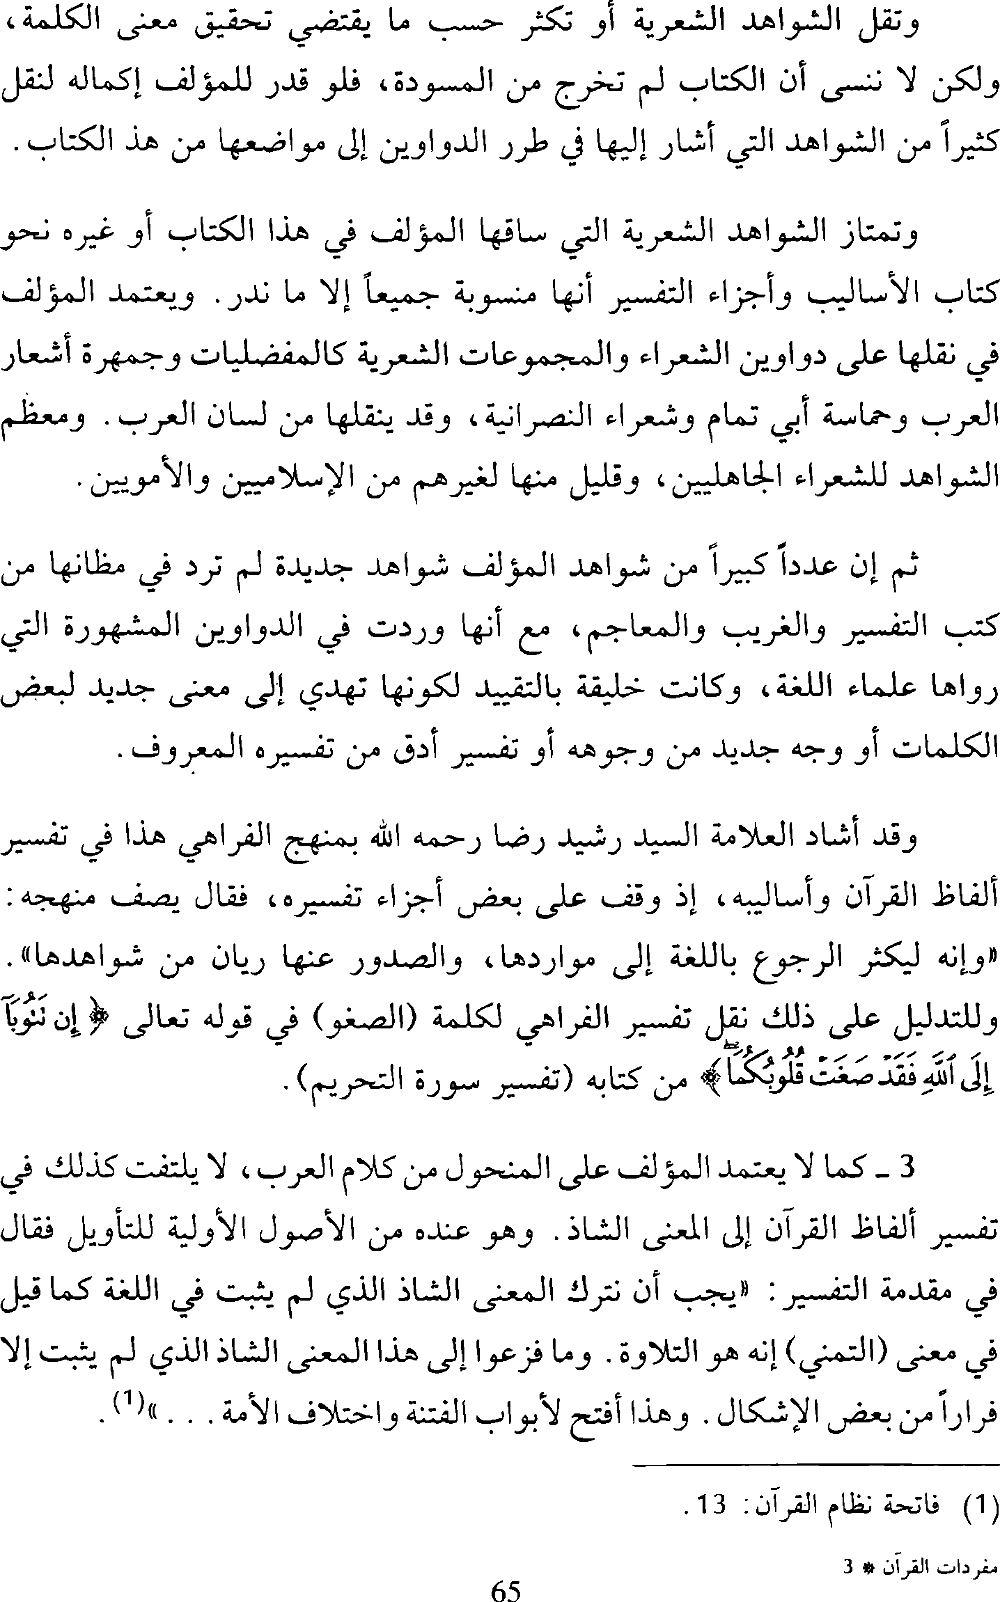 وتقل الشواهد الشعرية أو تكثر حسب ما يقتضي تحقيق معنى الكلمة،
ولكن لا ننسى أن الكتاب لم تخرج من المسودة، فلو قدر للمؤلف إكماله لنقل
كثيراً من الشواهد التي أشار إليها في طرر الدواوين إلى مواضعها من هذ الكتاب.
وتمتاز الشواهد الشعرية التي ساقها المؤلف في هذا الكتاب أو غيره نحو
كتاب الأساليب وأجزاء التفسير أنها منسوبة جميعاً إلا ما ندر. ويعتمد المؤلف
في نقلها على دواوين الشعراء والمجموعات الشعرية كالمفضليات وجمهرة أشعار
العرب وحماسة أبي تمام وشعراء النصرانية، وقد ينقلها من لسان العرب. ومعظم
الشواهد للشعراء الجاهليين، وقليل منها لغيرهم من الإسلاميين والأمويين.
ثم إن عدداً كبيراً من شواهد المؤلف شواهد جديدة لم ترد في مظانها من
كتب التفسير والغريب والمعاجم، مع أنها وردت في الدواوين المشهورة التي
رواها علماء اللغة، وكانت خليقة بالتقييد لكونها تهدي إلى معنى جديد لبعض
الكلمات أو وجه جديد من وجوهه أو تفسير أدق من تفسيره المعروف.
وقد أشاد العلامة السيد رشيد رضا رحمه الله بمنهج الفراهي هذا في تفسير
ألفاظ القرآن وأساليبه، إذ وقف على بعض أجزاء تفسيره، فقال يصف منهجه:
«وإنه ليكثر الرجوع باللغة إلى مواردها، والصدور عنها ريان من شواهدها».
وللتدليل على ذلك نقل تفسير الفراهي لكلمة (الصغو) في قوله تعالى ﴿إِن نَتُوبَآ
إِلَى ٱللَّهِ فَقَدْ صَغَتْ قُلُوبُكُمَاۖ﴾ من كتابه (تفسير سورة التحريم).
3 ـ كما لا يعتمد المؤلف على المنحول من كلام العرب، لا يلتفت كذلك في
تفسير ألفاظ القرآن إلى المعنى الشاذ. وهو عنده من الأصول الأولية للتأويل فقال
في مقدمة التفسير: «يجب أن نترك المعنى الشاذ الذي لم يثبت في اللغة كما قيل
في معنى (التمني) إنه هو التلاوة. وما فزعوا إلى هذا المعنى الشاذ الذي لم يثبت إلا
فراراً من بعض الإشكال. وهذا أفتح لأبواب الفتنة واختلاف الأمة...»(1).
(1) فاتحة نظام القرآن: 13.
مفردات القرآن * 3
65